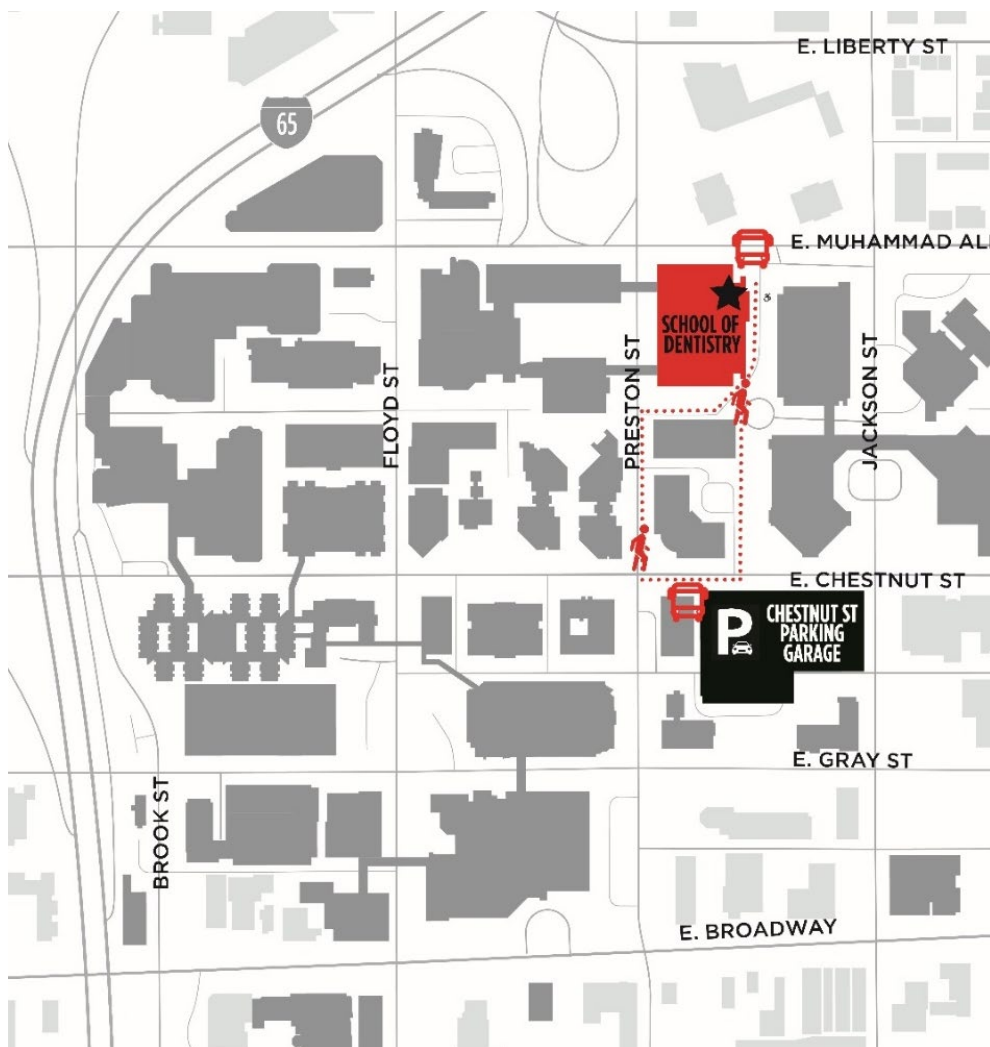 E. LIBERTY ST
65
E. MUHAMMAD ALI
SCHOOL OF
DENTISTRY
PRESTON ST
JACKSON ST
FLOYD ST
E. CHESTNUT ST
P
CHESTNUT ST
PARKING
GARAGE
E. GRAY ST
BROOK ST
E. BROADWAY